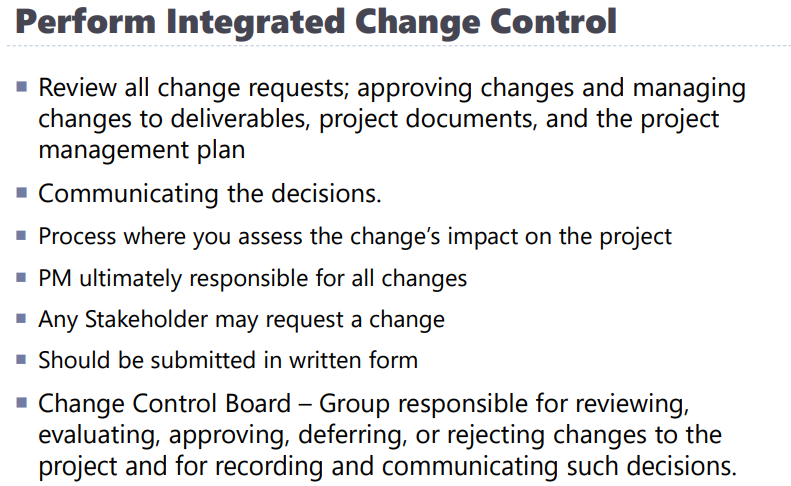 Perform Integrated Change Control
Review all change requests; approving changes and managing
changes to deliverables, project documents, and the project
management plan
Communicating the decisions.
Process where you assess the change’s impact on the project
PM ultimately responsible for all changes
Any Stakeholder may request a change
Should be submitted in written form
Change Control Board – Group responsible for reviewing,
evaluating, approving, deferring, or rejecting changes to the
project and for recording and communicating such decisions.